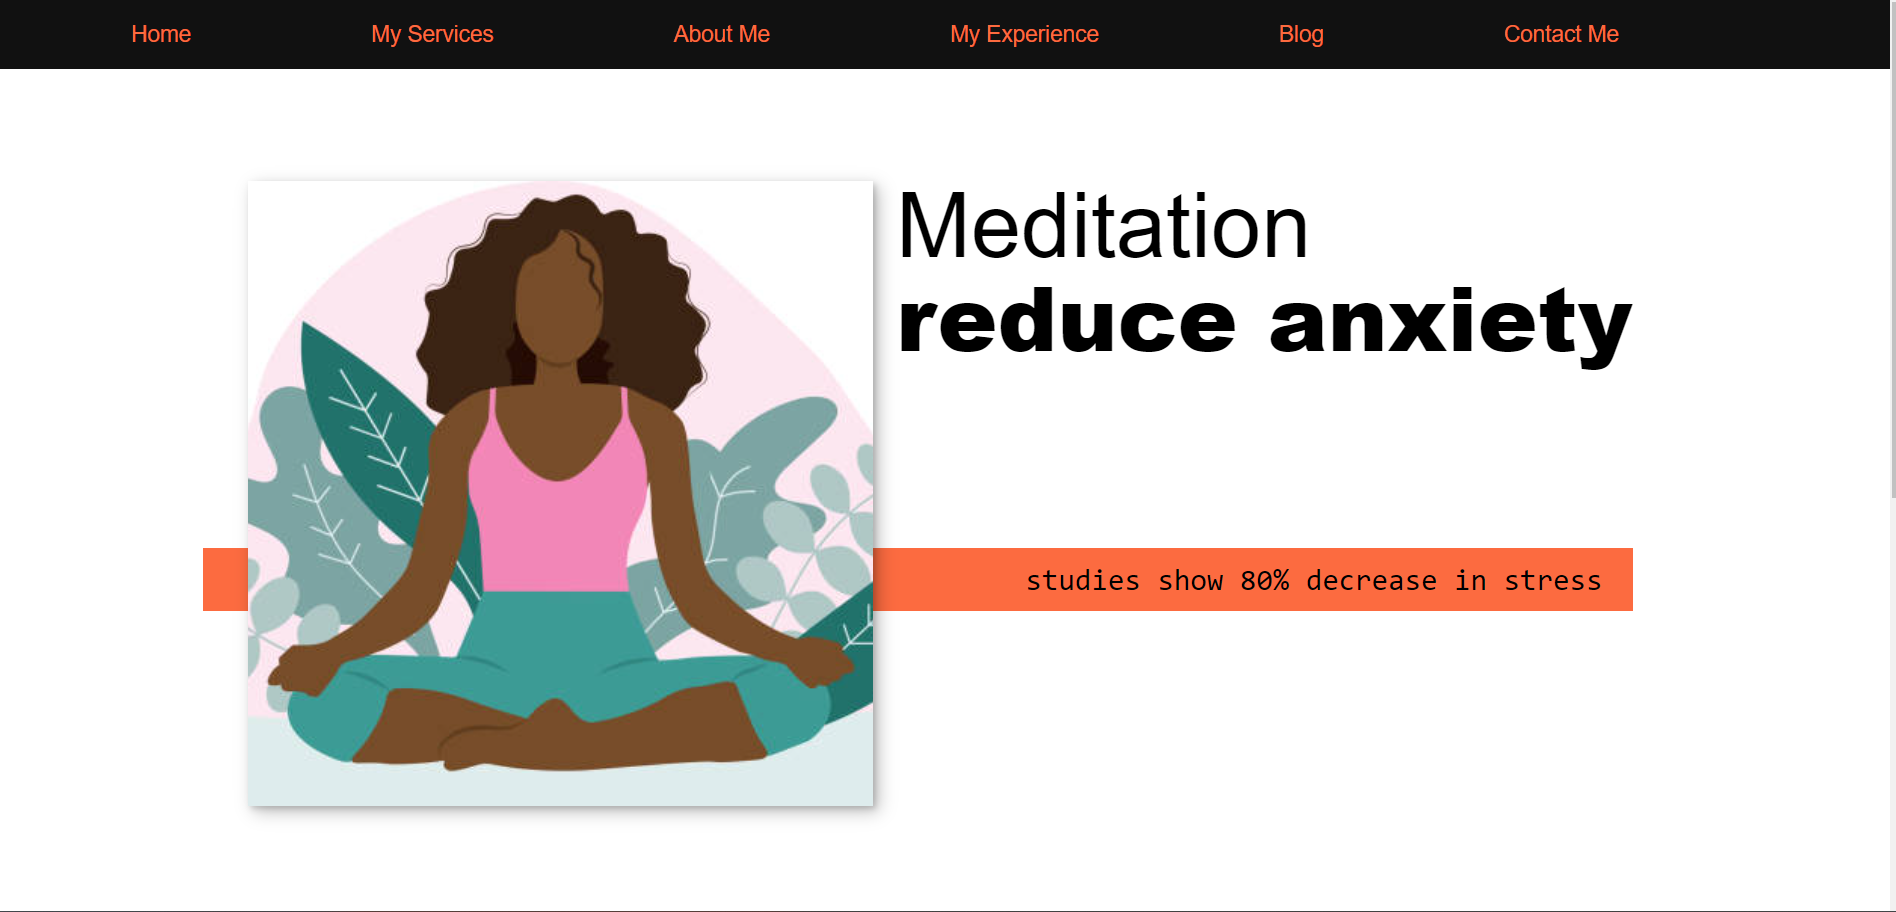 Home My Services About Me My Experience Blog Contact Me
Meditation
reduce anxiety
studies show 80% decrease in stress